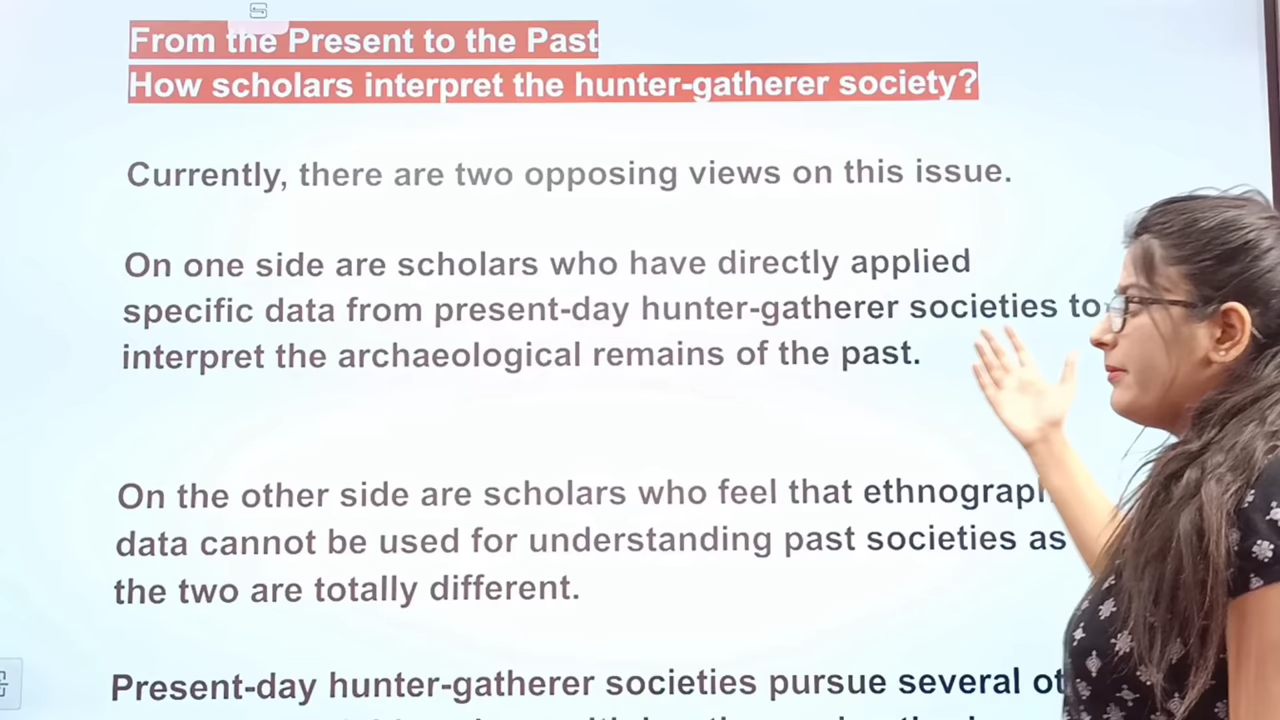 From the Present to the Past
How scholars interpret the hunter-gatherer society?
Currently, there are two opposing views on this issue.
On one side are scholars who have directly applied
specific data from present-day hunter-gatherer societies to
interpret the archaeological remains of the past.
On the other side are scholars who feel that
data cannot be used for understanding past societies as
the two are totally different.
Present-day hunter-gatherer societies pursue several